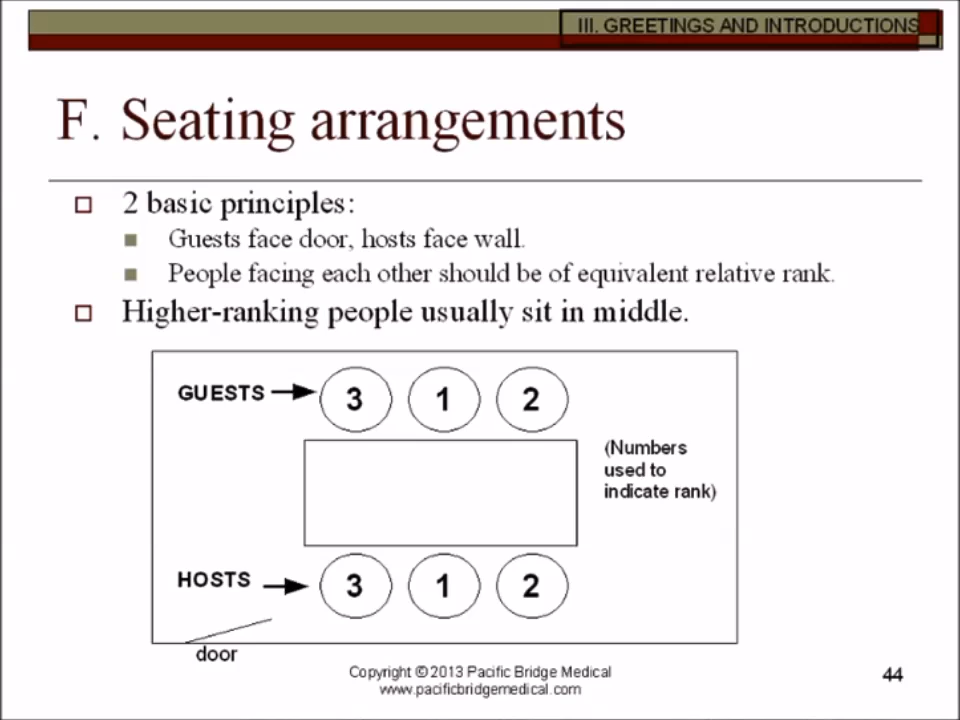 III. GREETINGS AND INTRODUCTIONS
F. Seating arrangements
2 basic principles:
Guests face door, hosts face wall.
People facing each other should be of equivalent relative rank.
Higher-ranking people usually sit in middle.
GUESTS 3 1 2
(Numbers
used to
indicate rank)
HOSTS 3 1 2
door
Copyright © 2013 Pacific Bridge Medical
www.pacificbridgemedical.com
44